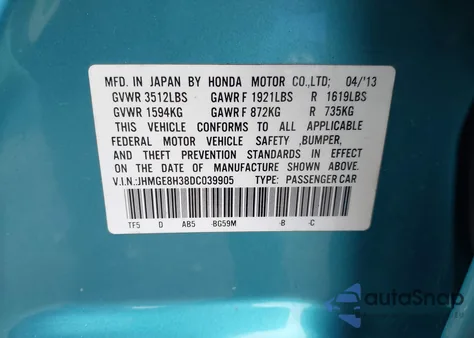 MFD. IN JAPAN BY HONDA MOTOR CO.,LTD; 04/'13
GVWR 3512LBS GAWR F 1921LBS R 1619LBS
GVWR 1594KG GAWR F 872KG R 735KG
THIS VEHICLE CONFORMS TO ALL APPLICABLE
FEDERAL MOTOR VEHICLE SAFETY ,BUMPER,
AND THEFT PREVENTION STANDARDS IN EFFECT
ON THE DATE OF MANUFACTURE SHOWN ABOVE.
V.I.N.:JHMGE8H38DC039905 TYPE: PASSENGER CAR
TF5 D AB5 -BG59M -B -C
autoSnap